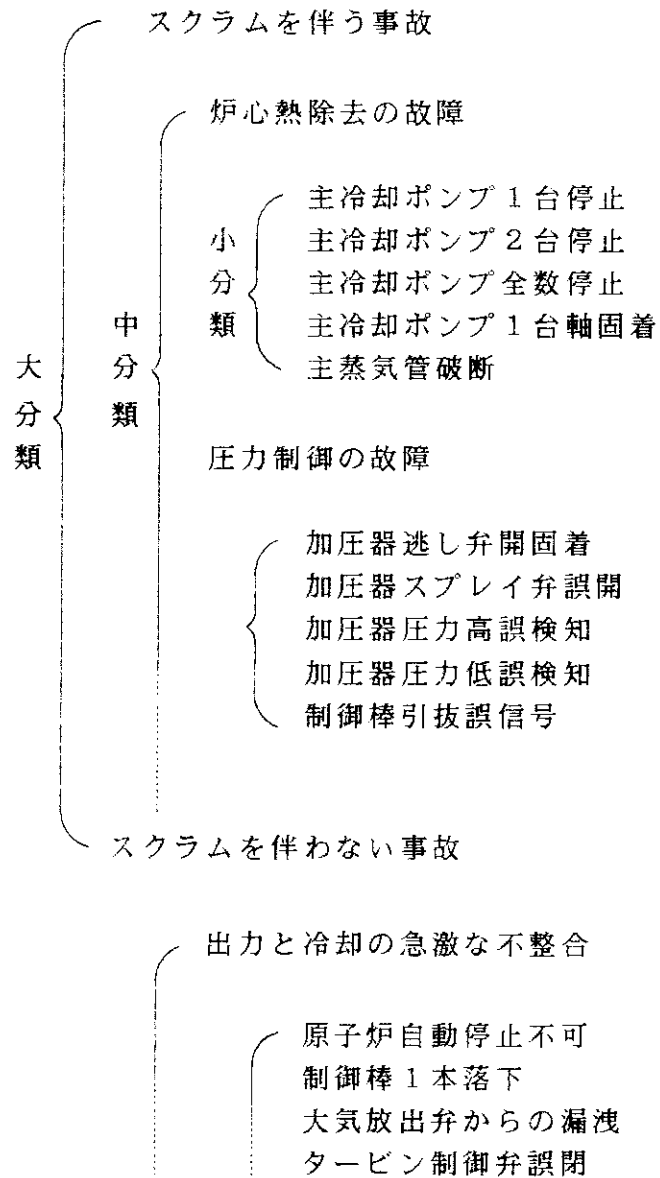 スクラムを伴う事故
炉心熱除去の故障
小分類
主冷却ポンプ1台停止
主冷却ポンプ2台停止
主冷却ポンプ全数停止
主冷却ポンプ1台軸固着
主蒸気管破断
中分類
大分類
圧力制御の故障
加圧器逃し弁開固着
加圧器スプレイ弁誤開
加圧器圧力高誤検知
加圧器圧力低誤検知
制御棒引抜誤信号
スクラムを伴わない事故
出力と冷却の急激な不整合
原子炉自動停止不可
制御棒1本落下
大気放出弁からの漏洩
タービン制御弁誤閉